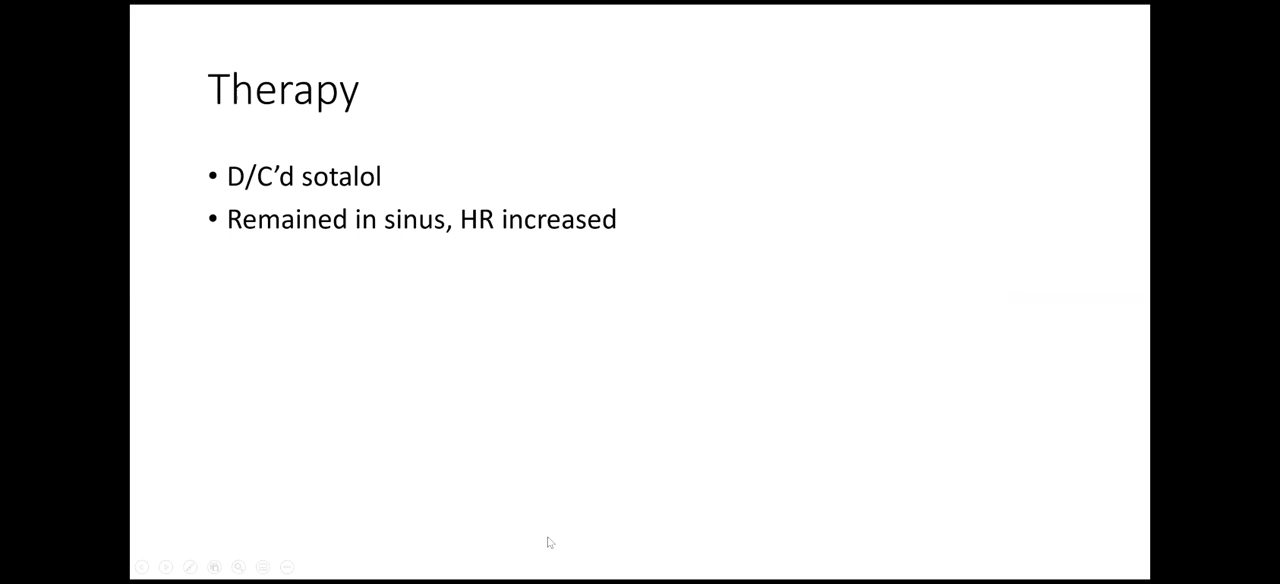 Therapy
• D/C’d sotalol
• Remained in sinus, HR increased